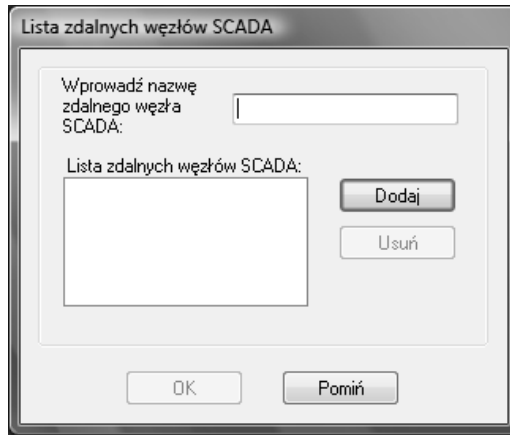 Lista zdalnych węzłów SCADA
Wprowadź nazwę
zdalnego węzła
SCADA:
Lista zdalnych węzłów SCADA:
Dodaj
Usuń
OK
Pomiń